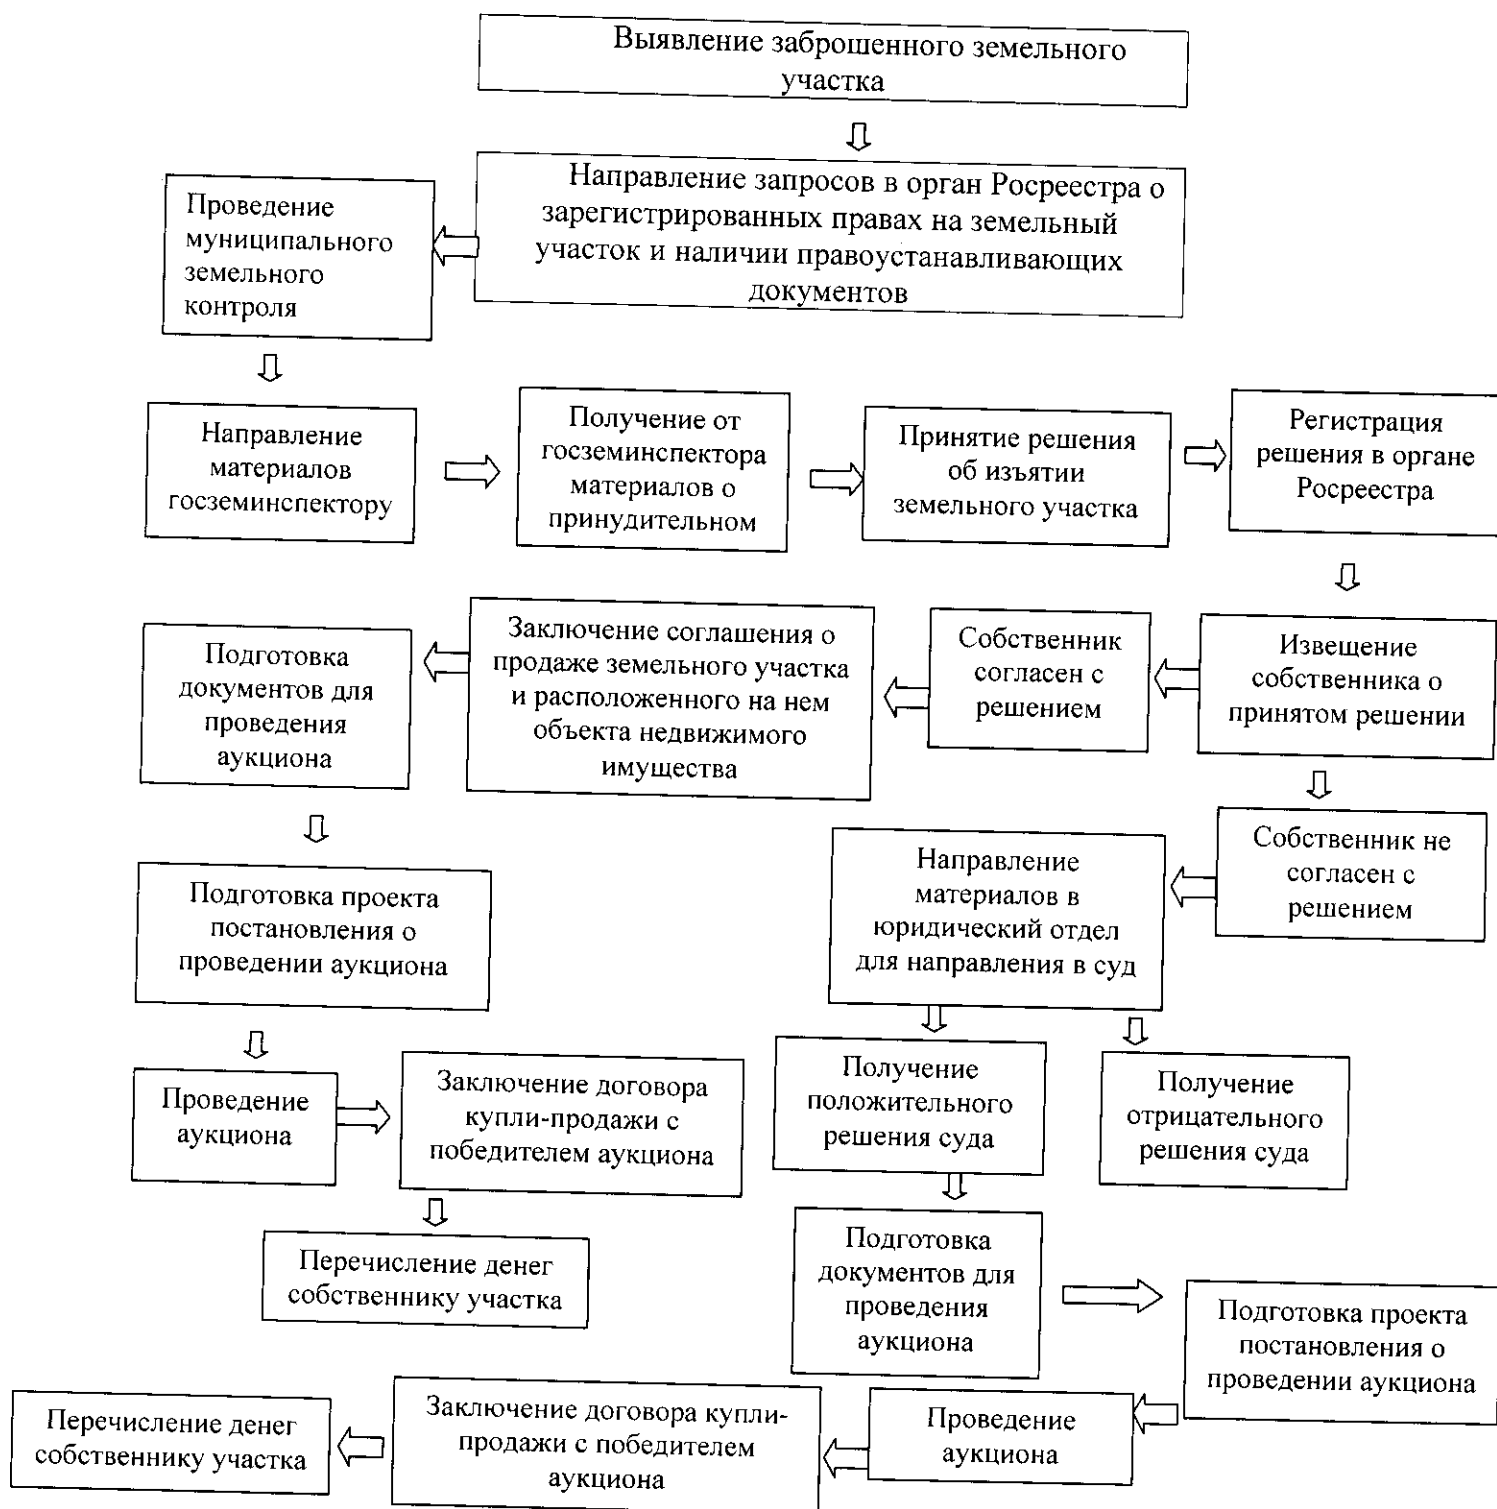 Выявление заброшенного земельного
участка
Направление запросов в орган Росреестра о
зарегистрированных правах на земельный
участок и наличии правоустанавливающих
документов
Проведение
муниципального
земельного
контроля
Направление
материалов
госземинспектору
Получение от
госземинспектора
материалов о
принудительном
Принятие решения
об изъятии
земельного участка
Регистрация
решения в органе
Росреестра
Извещение
собственника о
принятом решении
Собственник
согласен с
решением
Заключение соглашения о
продаже земельного участка
и расположенного на нем
объекта недвижимого
имущества
Подготовка
документов для
проведения
аукциона
Собственник не
согласен с
решением
Направление
материалов в
юридический отдел
для направления в суд
Подготовка проекта
постановления о
проведении аукциона
Проведение
аукциона
Заключение договора
купли-продажи с
победителем аукциона
Перечисление денег
собственнику участка
Получение
положительного
решения суда
Получение
отрицательного
решения суда
Подготовка
документов для
проведения
аукциона
Подготовка проекта
постановления о
проведении аукциона
Проведение
аукциона
Заключение договора купли-
продажи с победителем
аукциона
Перечисление денег
собственнику участка